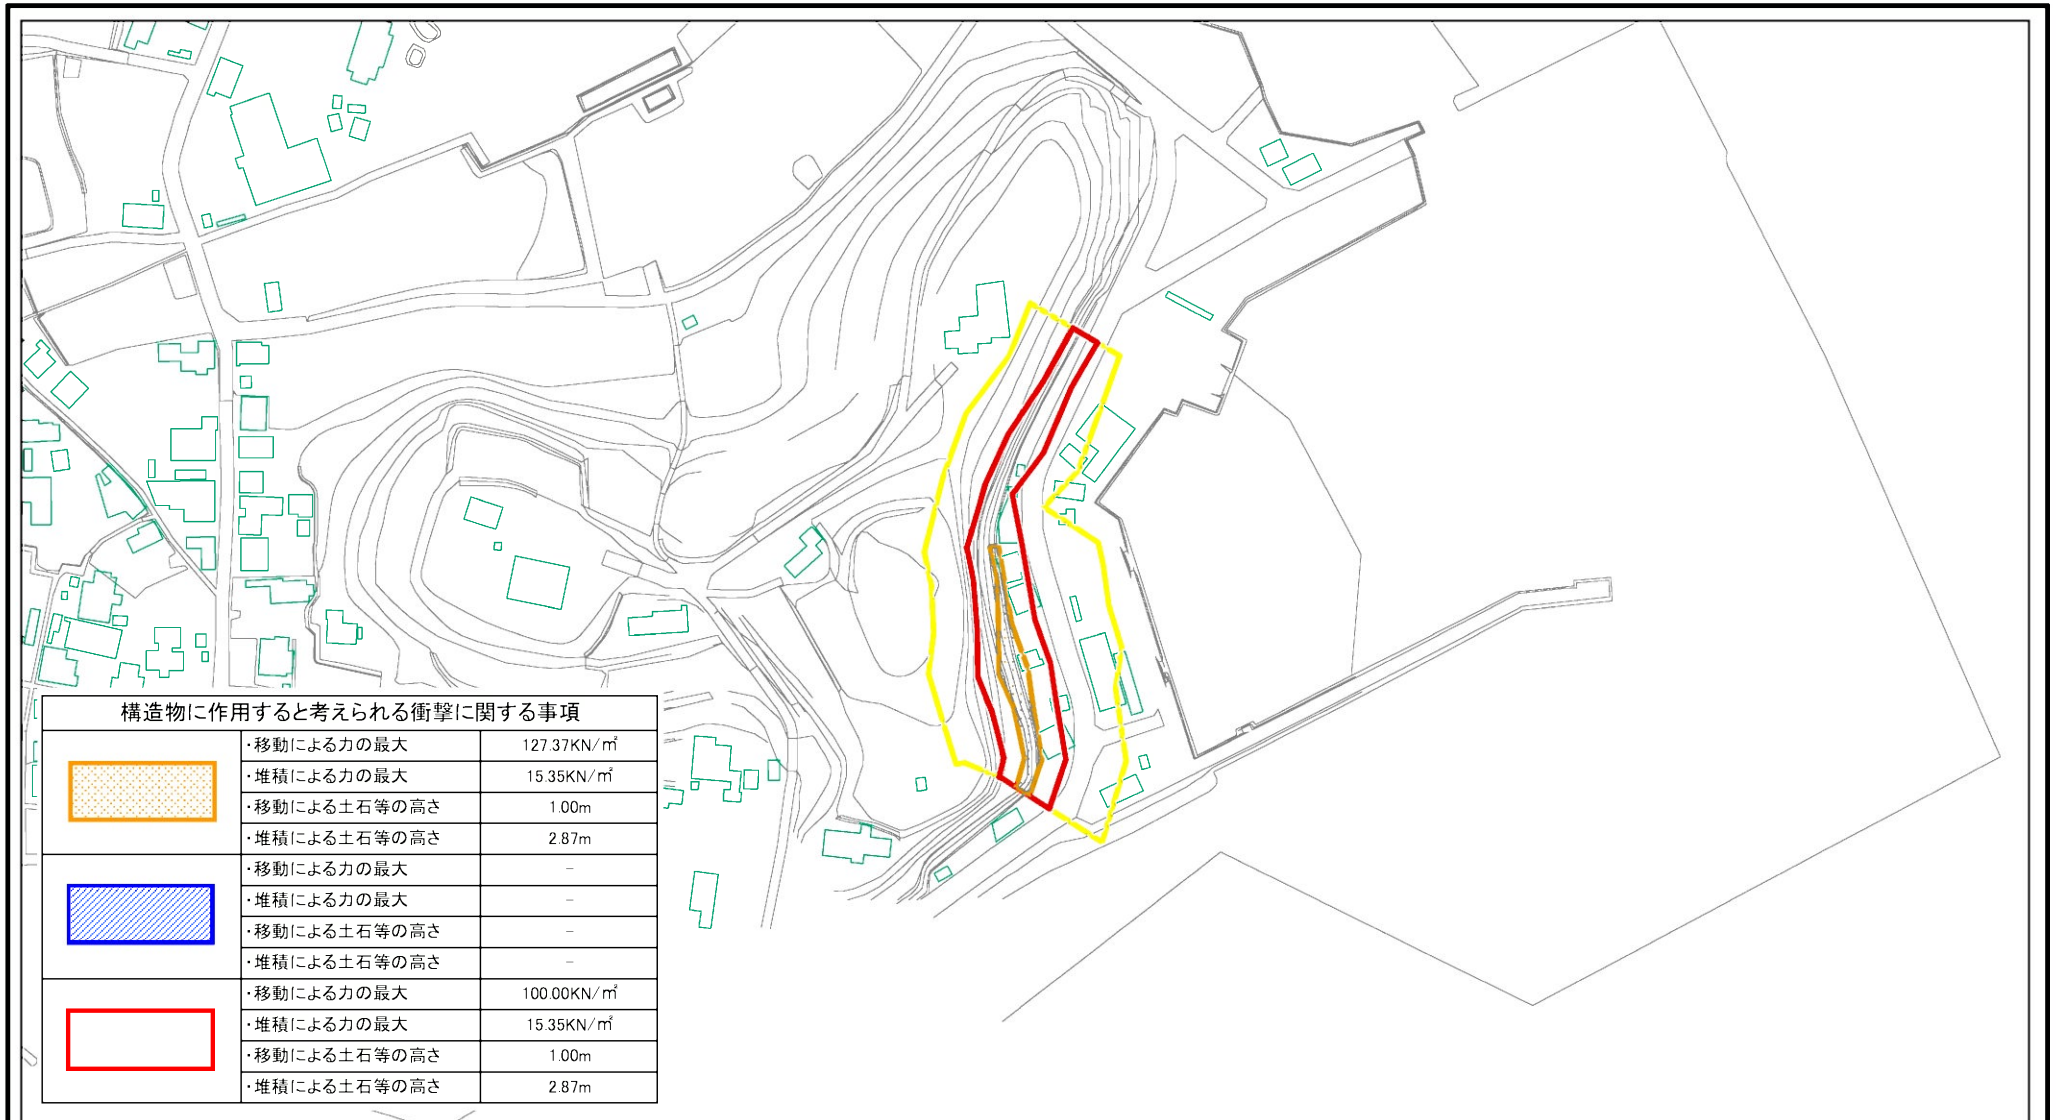 構造物に作用すると考えられる衝撃に関する事項
・移動による力の最大 127.37KN/㎡
・堆積による力の最大 15.35KN/㎡
・移動による土石等の高さ 1.00m
・堆積による土石等の高さ 2.87m
・移動による力の最大 －
・堆積による力の最大 －
・移動による土石等の高さ －
・堆積による土石等の高さ －
・移動による力の最大 100.00KN/㎡
・堆積による力の最大 15.35KN/㎡
・移動による土石等の高さ 1.00m
・堆積による土石等の高さ 2.87m